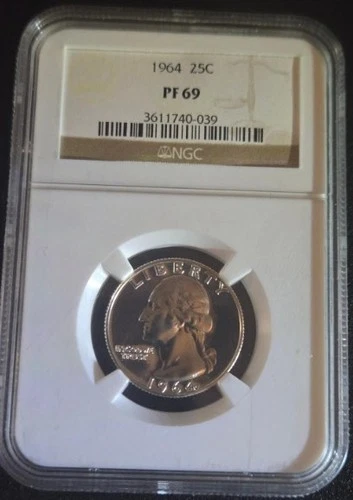 1964 25C
PF 69
3611740-039
NGC
LIBERTY
IN GOD WE
TRUST
1964